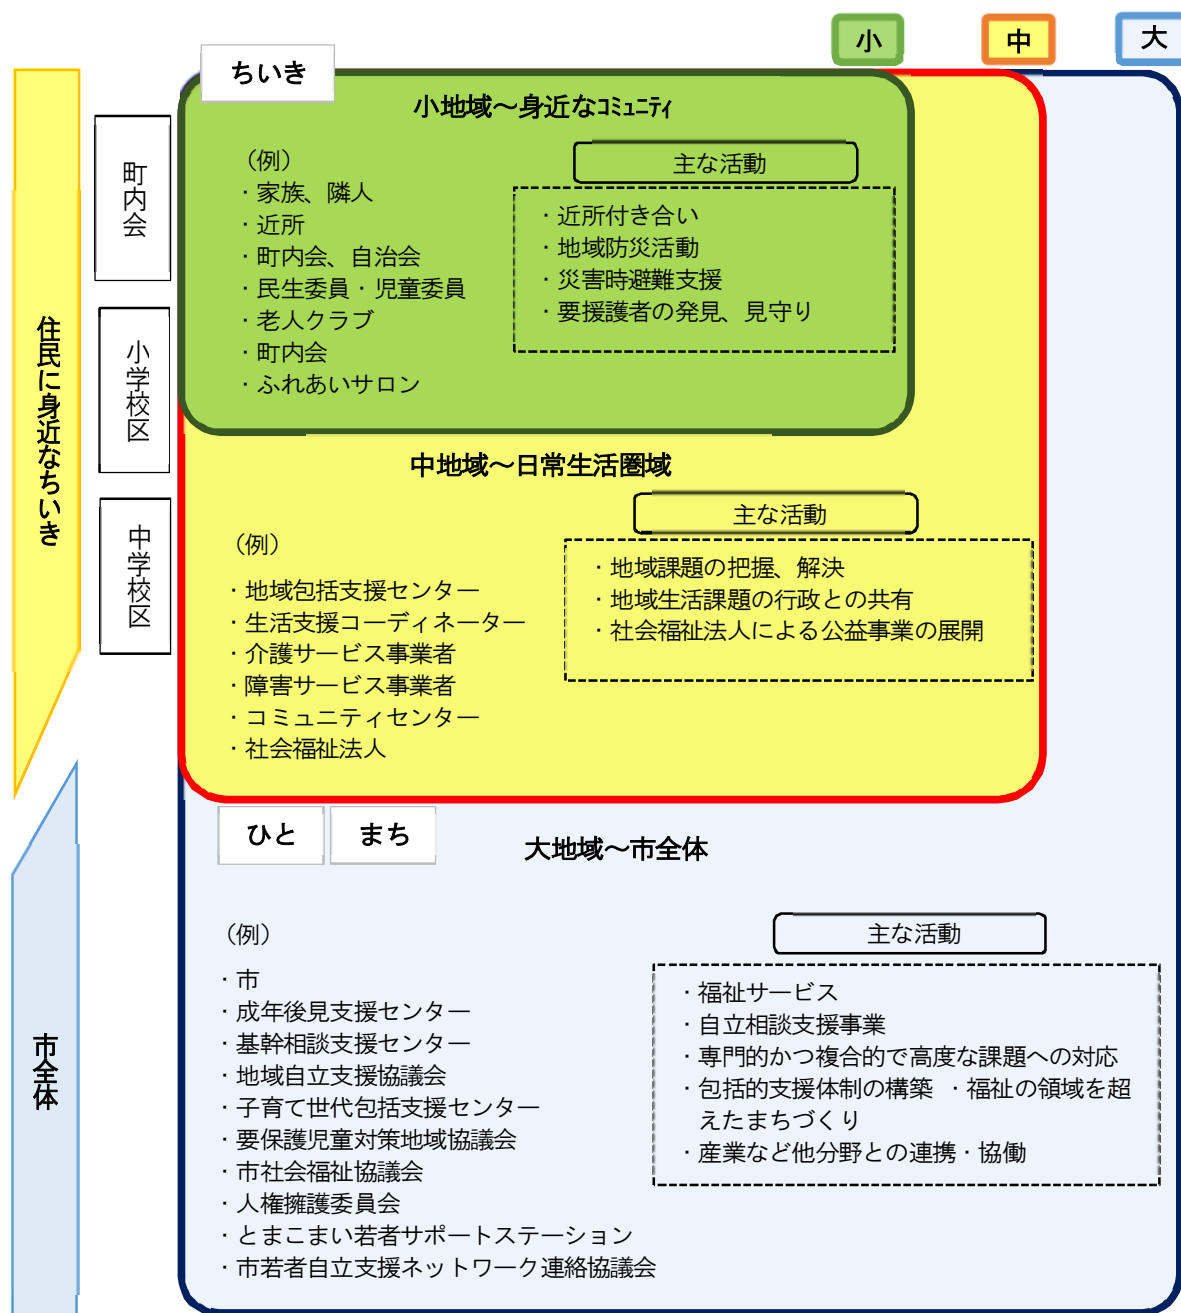 小
中
大
ちいき
小地域～身近なｺﾐｭﾆﾃｨ
町内会
（例）
・家族、隣人
・近所
・町内会、自治会
・民生委員・児童委員
・老人クラブ
・町内会
・ふれあいサロン
主な活動
・近所付き合い
・地域防災活動
・災害時避難支援
・要援護者の発見、見守り
住民に身近なちいき
小学校区
中学校区
中地域～日常生活圏域
（例）
・地域包括支援センター
・生活支援コーディネーター
・介護サービス事業者
・障害サービス事業者
・コミュニティセンター
・社会福祉法人
主な活動
・地域課題の把握、解決
・地域生活課題の行政との共有
・社会福祉法人による公益事業の展開
ひと
まち
大地域～市全体
市全体
（例）
・市
・成年後見支援センター
・基幹相談支援センター
・地域自立支援協議会
・子育て世代包括支援センター
・要保護児童対策地域協議会
・市社会福祉協議会
・人権擁護委員会
・とまこまい若者サポートステーション
・市若者自立支援ネットワーク連絡協議会
主な活動
・福祉サービス
・自立相談支援事業
・専門的かつ複合的で高度な課題への対応
・包括的支援体制の構築 ・福祉の領域を超
えたまちづくり
・産業など他分野との連携・協働